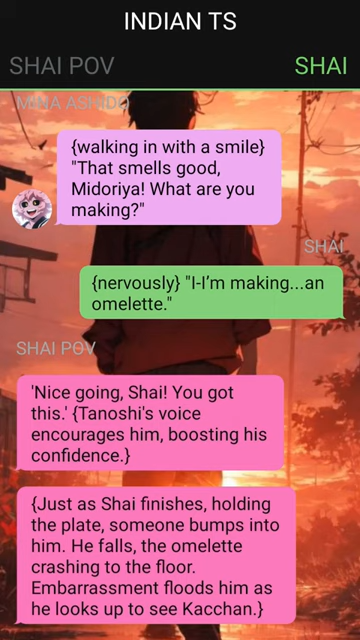 INDIAN TS
SHAI POV
SHAI
MINA ASHIDO
{walking in with a smile}
"That smells good,
Midoriya! What are you
making?"
SHAI
{nervously} "I-I'm making...an
omelette."
SHAI POV
'Nice going, Shai! You got
this.' {Tanoshi's voice
encourages him, boosting his
confidence.}
{Just as Shai finishes, holding
the plate, someone bumps into
him. He falls, the omelette
crashing to the floor.
Embarrassment floods him as
he looks up to see Kacchan.}